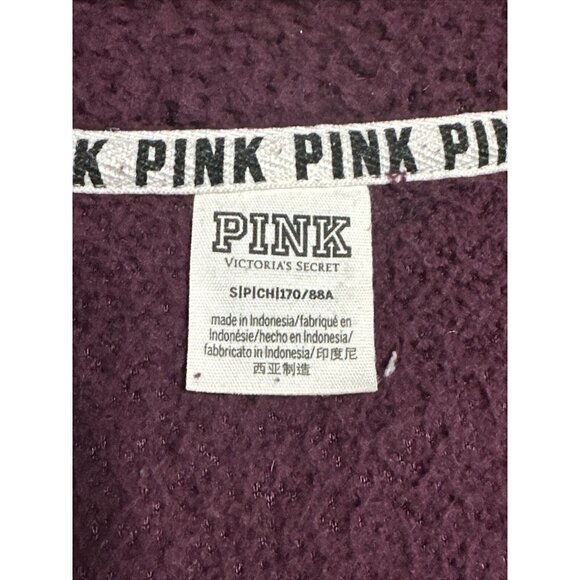 K PINK PINK PI
PINK
VICTORIA'S SECRET
S|P|CH|170/88A
made in Indonesia/fabriqué en
Indonésie/hecho en Indonesia/
fabbricato in Indonesia/印度尼
西亚制造